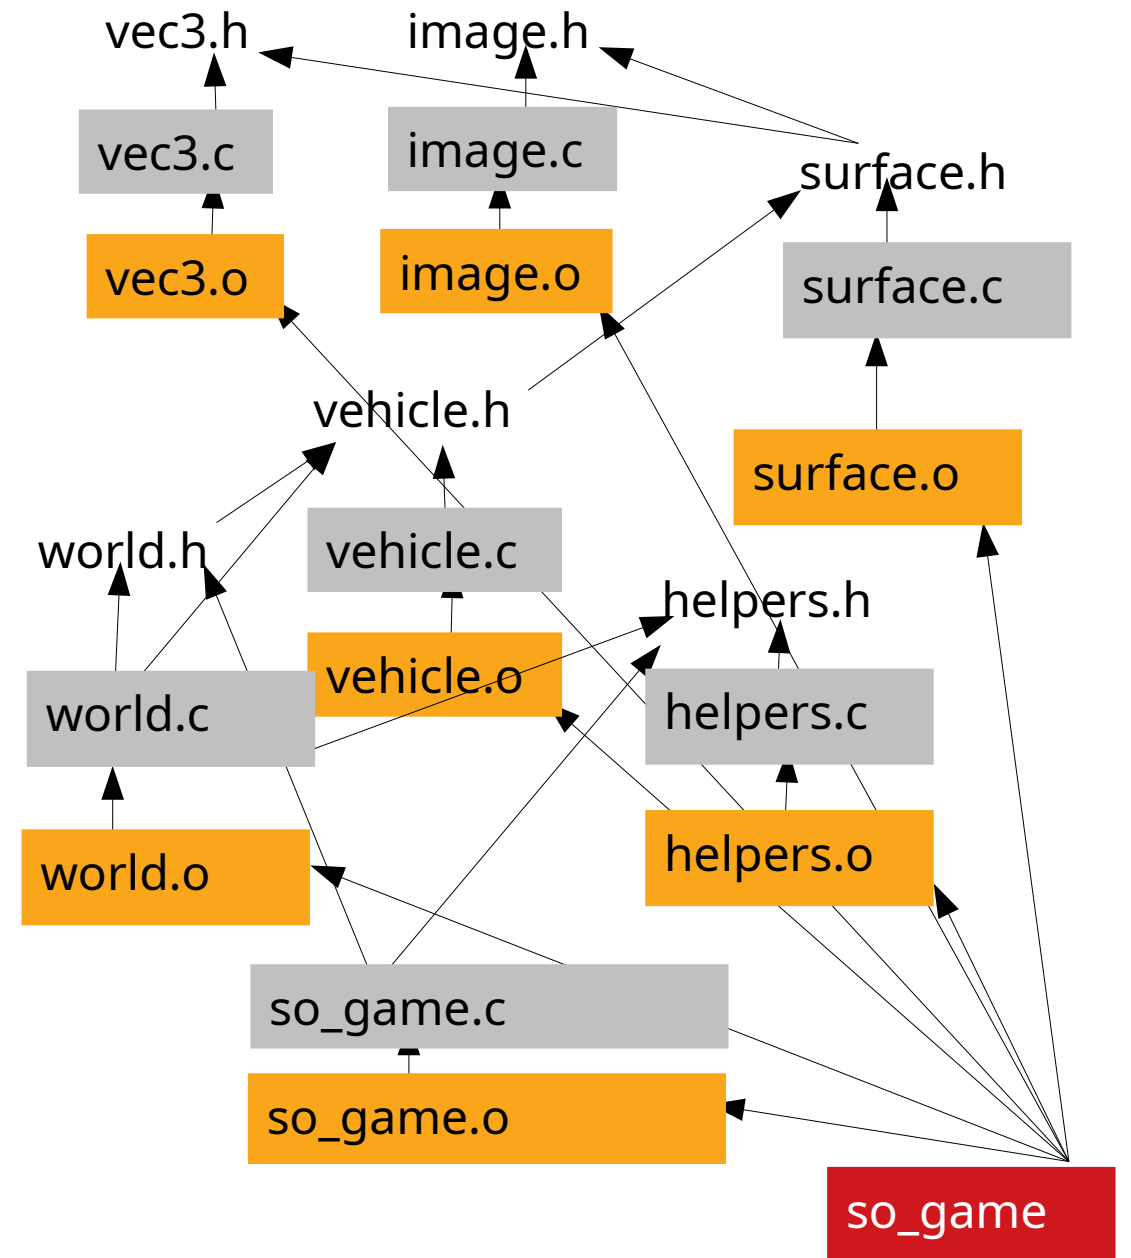 vec3.h
image.h
vec3.c
image.c
surface.h
vec3.o
image.o
surface.c
vehicle.h
surface.o
world.h
vehicle.c
helpers.h
vehicle.o
world.c
helpers.c
world.o
helpers.o
so_game.c
so_game.o
so_game